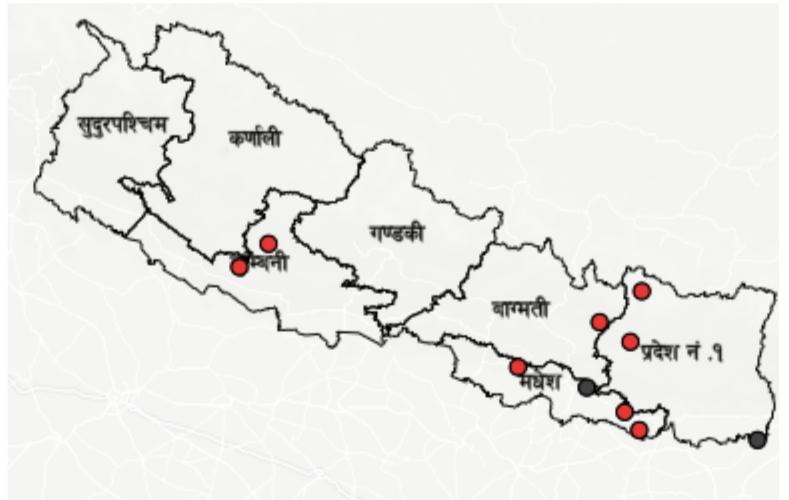 सुदुरपश्चिम
कर्णाली
गण्डकी
म्बिनी
बाग्मती
प्रदेश नं .१
मधेश